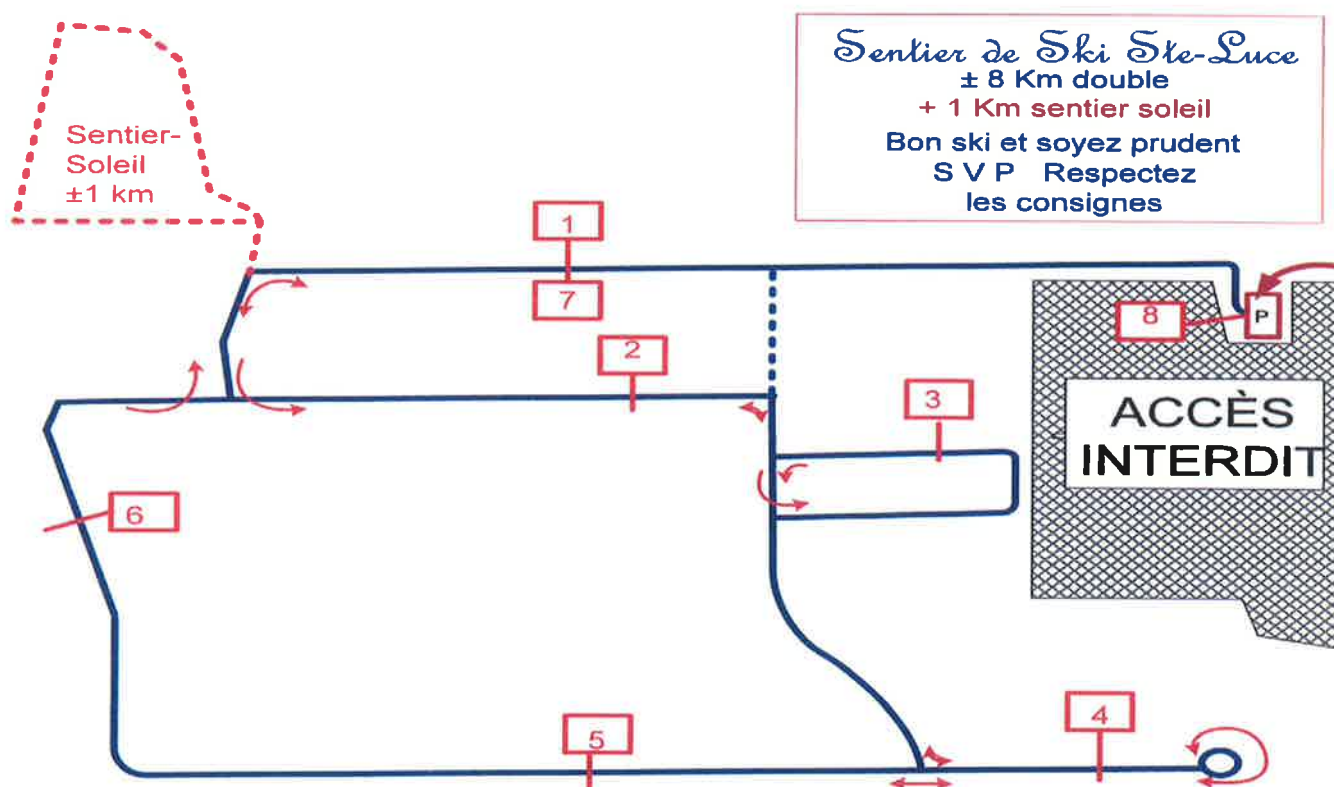 Sentier de Ski Ste-Luce
± 8 Km double
+ 1 Km sentier soleil
Bon ski et soyez prudent
S V P Respectez
les consignes
Sentier-
Soleil
±1 km
1
7
8
P
2
3
ACCÈS
INTERDIT
6
5
4